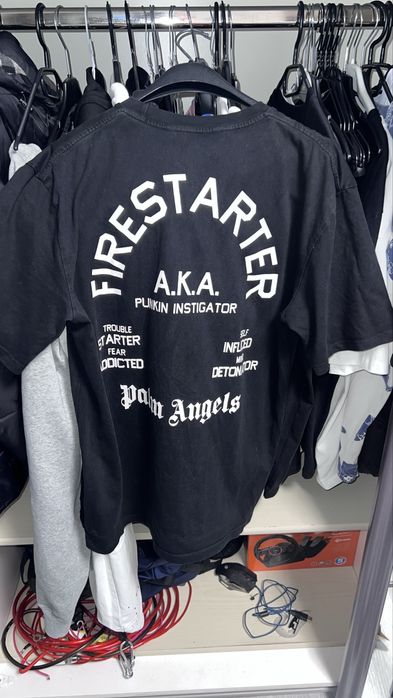 FIRESTARTER
A.K.A.
PUNKIN INSTIGATOR
TROUBLE
STARTER
FEAR
ADDICTED
SELF
INFLICTED
MIND
DETONATOR
Palm Angels